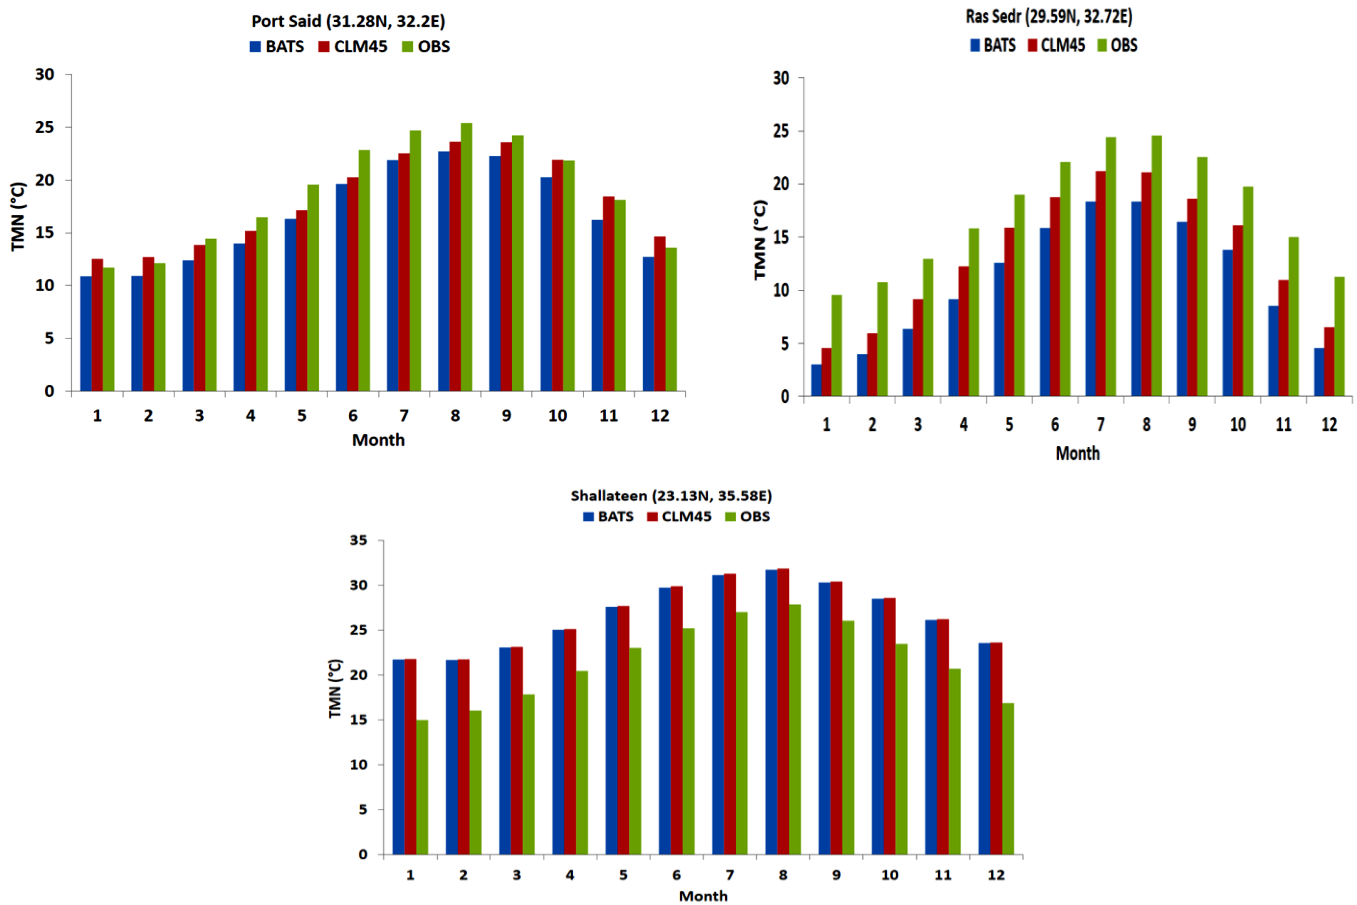 Port Said (31.28N, 32.2E)
BATS CLM45 OBS
30
25
20
15
10
5
0
TMN (°C)
1 2 3 4 5 6 7 8 9 10 11 12
Month
Ras Sedr (29.59N, 32.72E)
BATS CLM45 OBS
30
25
20
15
10
5
0
TMN (°C)
1 2 3 4 5 6 7 8 9 10 11 12
Month
Shallateen (23.13N, 35.58E)
BATS CLM45 OBS
35
30
25
20
15
10
5
0
TMN (°C)
1 2 3 4 5 6 7 8 9 10 11 12
Month